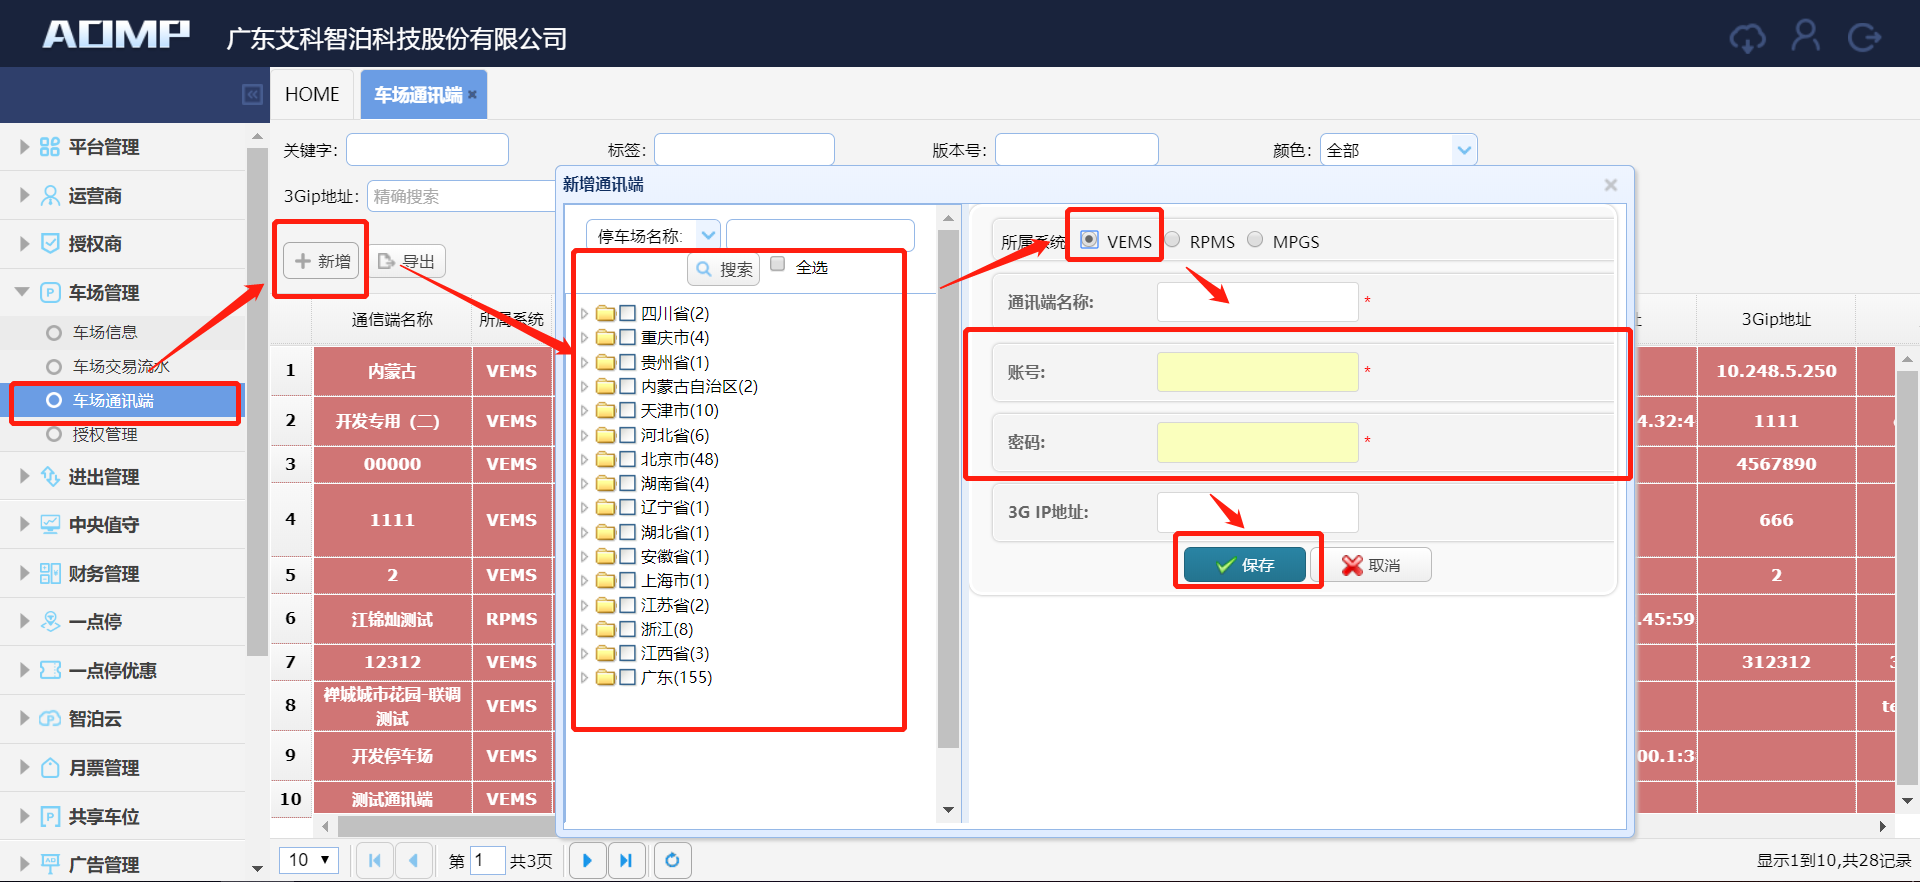 AOMP 广东艾科智泊科技股份有限公司
HOME 车场通讯端
关键字: 标签: 版本号: 颜色: 全部
3Gip地址: 精确搜索
新增 导出
平台管理
运营商
授权商
车场管理
车场信息
车场交易流水
车场通讯端
授权管理
进出管理
中央值守
财务管理
一点停
一点停优惠
智泊云
月票管理
共享车位
广告管理
通信端名称 所属系统 3Gip地址
1 内蒙古 VEMS 10.248.5.250
2 开发专用（二） VEMS 4.32:4 1111
3 00000 VEMS 4567890
4 1111 VEMS 666
5 2 VEMS 2
6 江锦灿测试 RPMS .45:59
7 12312 VEMS 312312
8 禅城城市花园-联调
测试 VEMS te
9 开发停车场 VEMS 00.1:3
10 测试通讯端 VEMS
新增通讯端
停车场名称:
搜索 全选
四川省(2)
重庆市(4)
贵州省(1)
内蒙古自治区(2)
天津市(10)
河北省(6)
北京市(48)
湖南省(4)
辽宁省(1)
湖北省(1)
安徽省(1)
上海市(1)
江苏省(2)
浙江(8)
江西省(3)
广东(155)
所属系统 VEMS RPMS MPGS
通讯端名称: *
账号: *
密码: *
3G IP地址:
保存 取消
10 第 1 共3页
显示1到10,共28记录